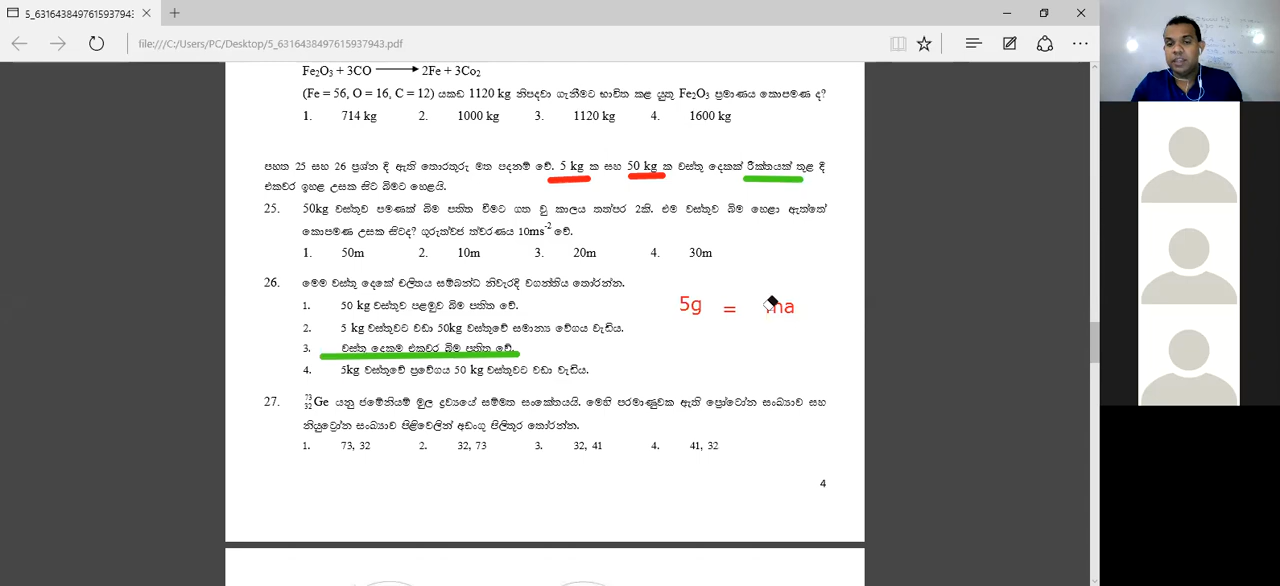 5_6316438497615937943
file:///C:/Users/PC/Desktop/5_6316438497615937943.pdf
Fe2O3 + 3CO ⟶ 2Fe + 3Co2
(Fe = 56, O = 16, C = 12) යකඩ 1120 kg නිපදවා ගැනීමට භාවිත කළ යුතු Fe2O3 ප්‍රමාණය කොපමණ ද?
1. 714 kg 2. 1000 kg 3. 1120 kg 4. 1600 kg
පහත 25 සහ 26 ප්‍රශ්න දී ඇති තොරතුරු මත පදනම් වේ. 5 kg ක සහ 50 kg ක වස්තු දෙකක් රික්තයක් තුළ දී
එකවර ඉහළ උසක සිට බිමට හෙළයි.
25. 50kg වස්තුව පමණක් බිම පතිත වීමට ගත වු කාලය තත්පර 2කි. එම වස්තුව බිම හෙළා ඇත්තේ
කොපමණ උසක සිටද? ගුරුත්වජ ත්වරණය 10ms-2 වේ.
1. 50m 2. 10m 3. 20m 4. 30m
26. මෙම වස්තු දෙකේ චලිතය සම්බන්ධ නිවැරදි වගන්තිය තෝරන්න.
1. 50 kg වස්තුව පළමුව බිම පතිත වේ.
5g = ma
2. 5 kg වස්තුවට වඩා 50kg වස්තුවේ සමාන්‍ය වේගය වැඩිය.
3. වස්තු දෙකම එකවර බිම පතිත වේ.
4. 5kg වස්තුවේ ප්‍රවේගය 50 kg වස්තුවට වඩා වැඩිය.
27. 73 32 Ge යනු ජර්මේනියම් මූල ද්‍රව්‍යයේ සම්මත සංකේතයයි. මෙහි පරමාණුවක ඇති ප්‍රෝටෝන සංඛ්‍යාව සහ
නියුට්‍රෝන සංඛ්‍යාව පිළිවෙලින් අඩංගු පිලිතුර තෝරන්න.
1. 73, 32 2. 32, 73 3. 32, 41 4. 41, 32
4